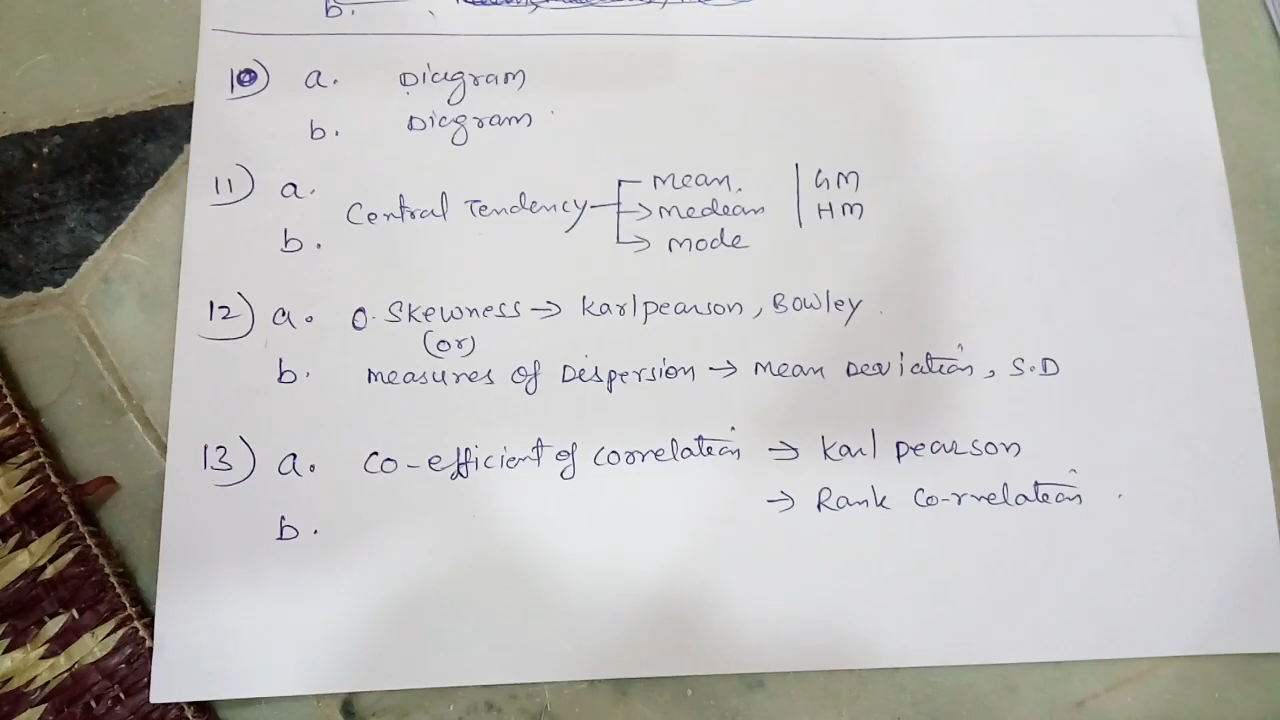 b.
10) a. Diagram
b. Diagram
11) a. Central Tendency → mean. | GM
→ medean | HM
b. → mode
12) a. Skewness → Karlpearson, Bowley
(or)
b. measures of Dispersion → mean Deviation, S.D
13) a. Co-efficient of correlation → Karl pearson
→ Rank Co-rrelation
b.